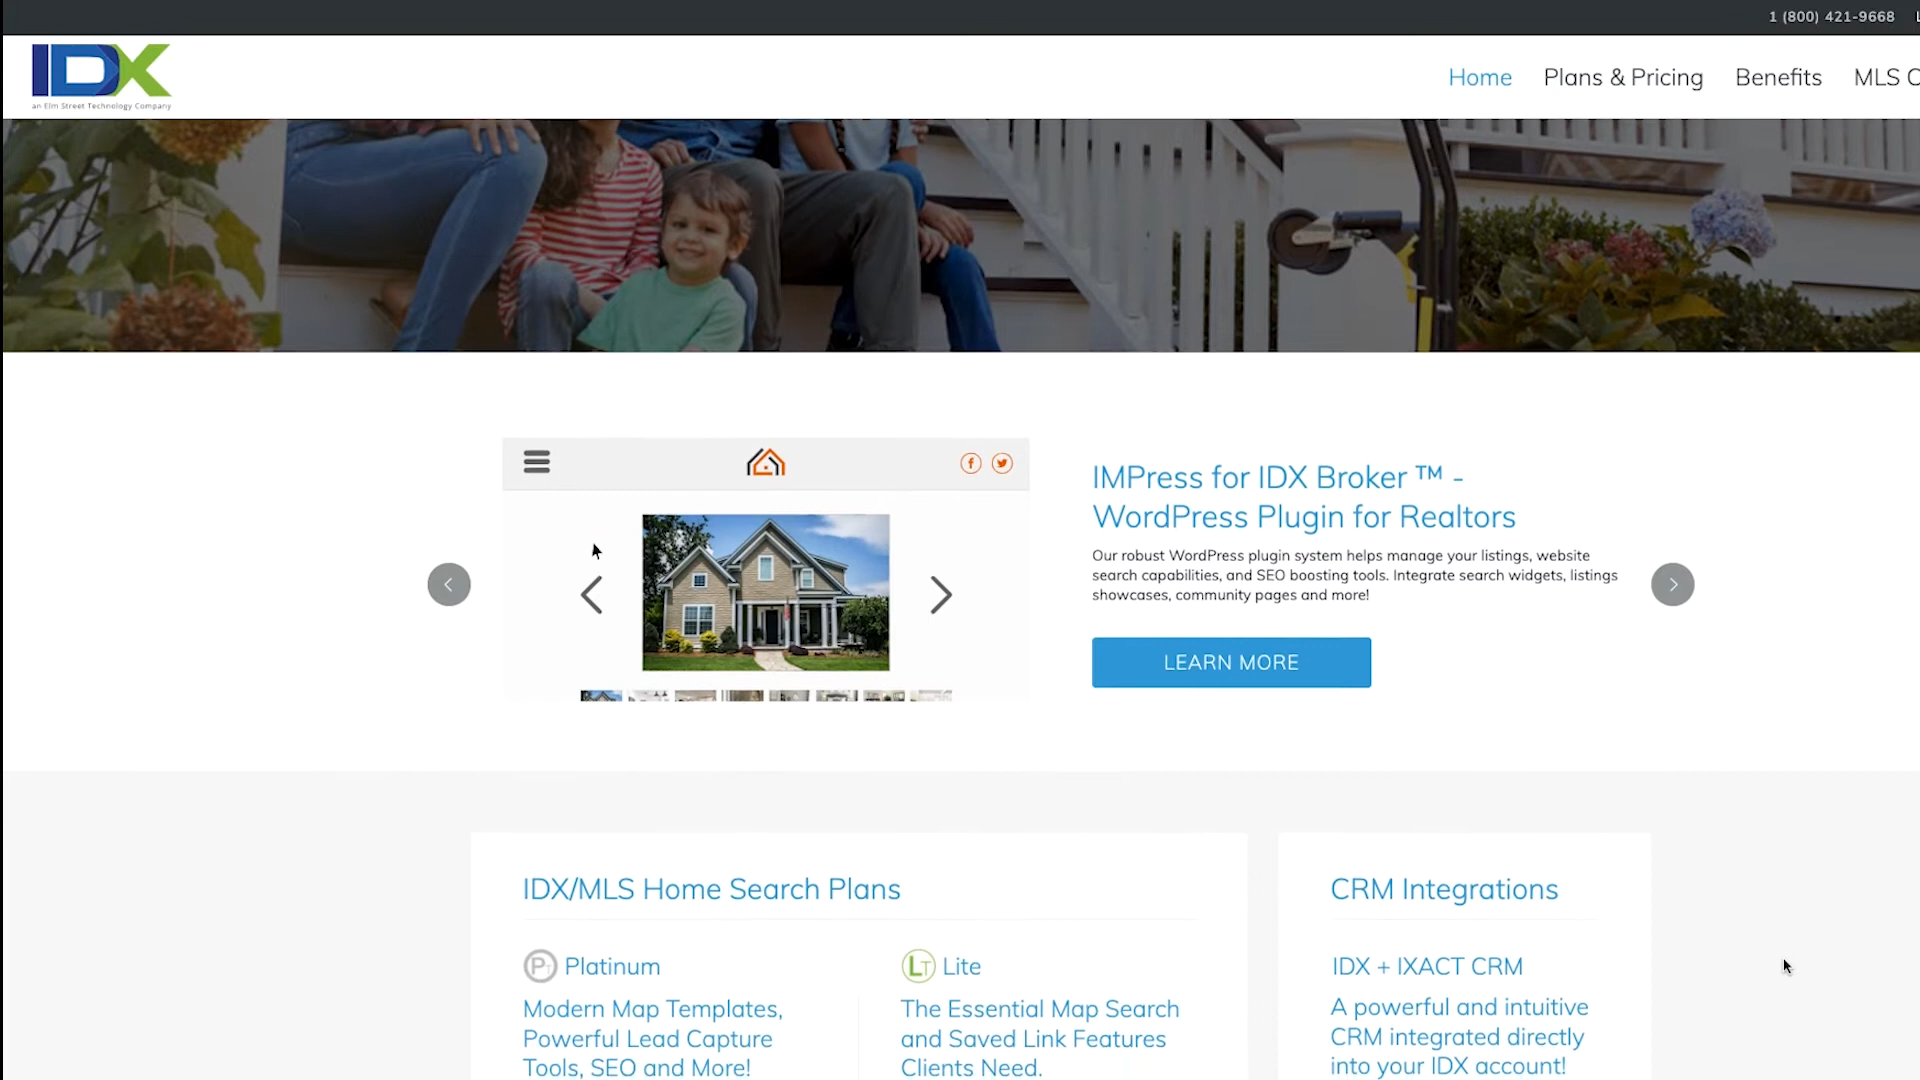 1 (800) 421-9668
IDX
an Elm Street Technology Company
Home Plans & Pricing Benefits MLS C
IMPress for IDX Broker ™ -
WordPress Plugin for Realtors
Our robust WordPress plugin system helps manage your listings, website
search capabilities, and SEO boosting tools. Integrate search widgets, listings
showcases, community pages and more!
LEARN MORE
IDX/MLS Home Search Plans
PT Platinum
Modern Map Templates,
Powerful Lead Capture
Tools, SEO and More!
LT Lite
The Essential Map Search
and Saved Link Features
Clients Need.
CRM Integrations
IDX + IXACT CRM
A powerful and intuitive
CRM integrated directly
into your IDX account!